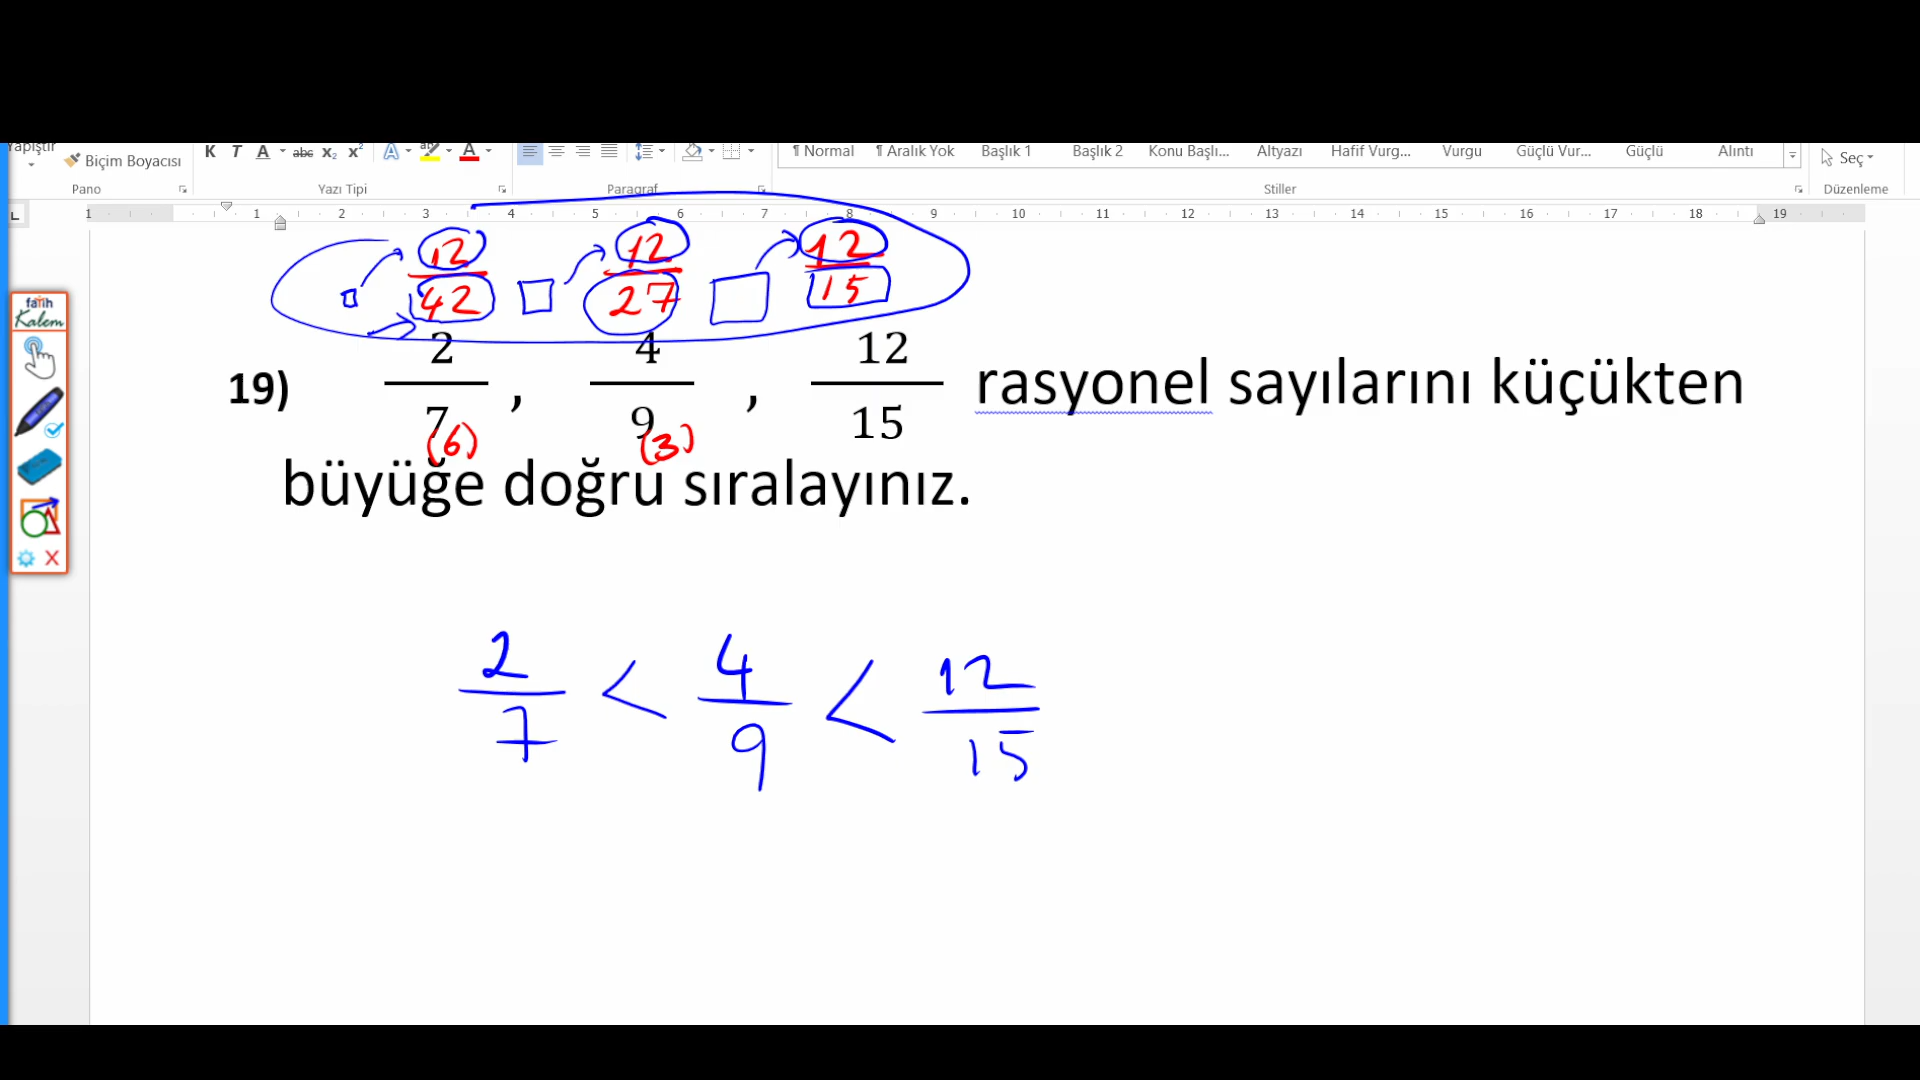 Yapıştır
Biçim Boyacısı
K T A abc x₂ x² A ab A
¶ Normal ¶ Aralık Yok Başlık 1 Başlık 2 Konu Başlı... Altyazı Hafif Vurg... Vurgu Güçlü Vur... Güçlü Alıntı
Seç
Pano Yazı Tipi Paragraf Stiller Düzenleme
L 1 1 2 3 4 5 6 7 8 9 10 11 12 13 14 15 16 17 18 19
12/42 12/27 12/15
fatih Kalem
19) 2/7 , 4/9 , 12/15 rasyonel sayılarını küçükten
(6) (3)
büyüğe doğru sıralayınız.
2/7 < 4/9 < 12/15